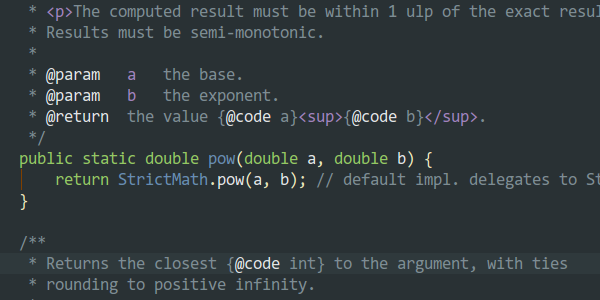 * <p>The computed result must be within 1 ulp of the exact
* Results must be semi-monotonic.
*
* @param   a   the base.
* @param   b   the exponent.
* @return  the value {@code a}<sup>{@code b}</sup>.
*/
public static double pow(double a, double b) {
return StrictMath.pow(a, b); // default impl. delegates to
}
/**
* Returns the closest {@code int} to the argument, with ties
* rounding to positive infinity.